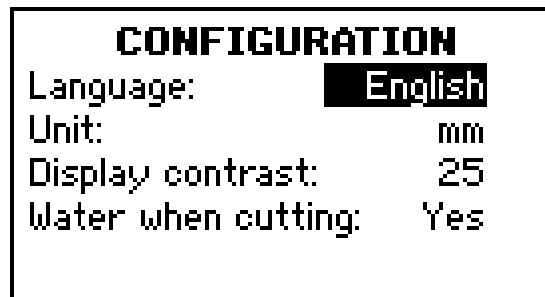 CONFIGURATION
Language: English
Unit: mm
Display contrast: 25
Water when cutting: Yes